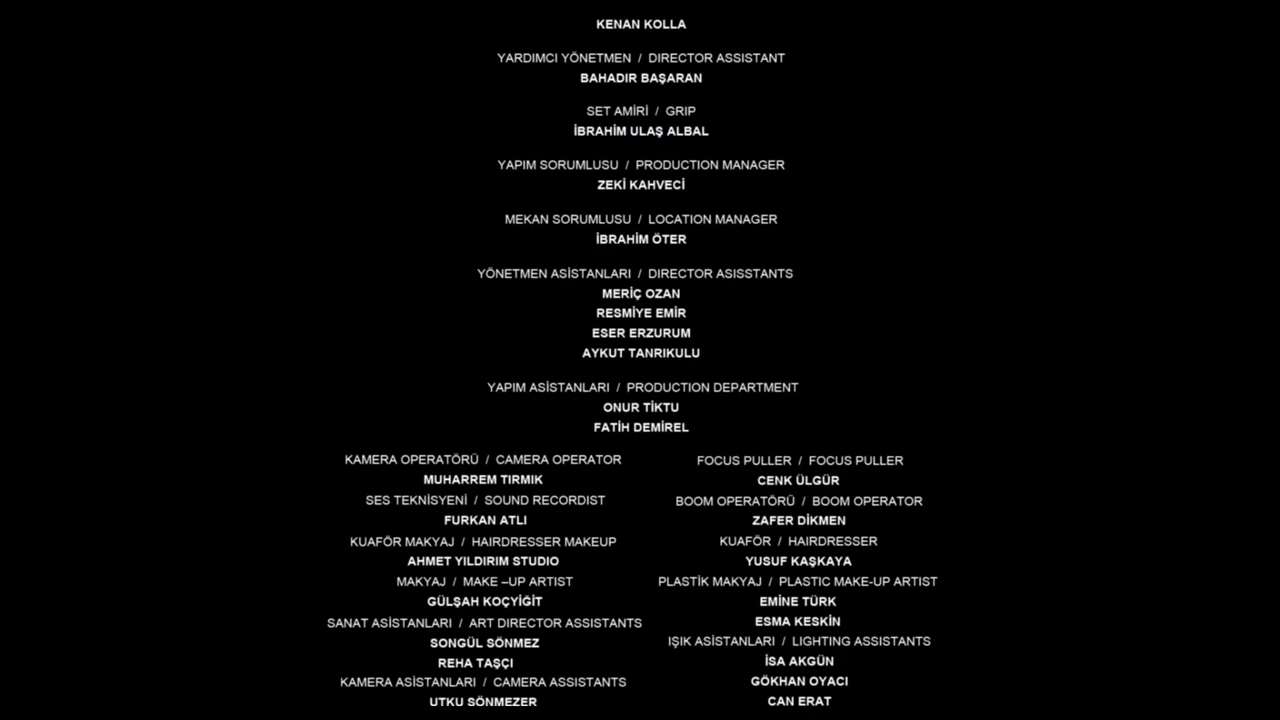 KENAN KOLLA
YARDIMCI YÖNETMEN / DIRECTOR ASSISTANT
BAHADIR BAŞARAN
SET AMİRİ / GRIP
İBRAHİM ULAŞ ALBAL
YAPIM SORUMLUSU / PRODUCTION MANAGER
ZEKİ KAHVECİ
MEKAN SORUMLUSU / LOCATION MANAGER
İBRAHİM ÖTER
YÖNETMEN ASİSTANLARI / DIRECTOR ASISSTANTS
MERİÇ OZAN
RESMİYE EMİR
ESER ERZURUM
AYKUT TANRIKULU
YAPIM ASİSTANLARI / PRODUCTION DEPARTMENT
ONUR TİKTU
FATİH DEMİREL
KAMERA OPERATÖRÜ / CAMERA OPERATOR
MUHARREM TIRMIK
SES TEKNİSYENİ / SOUND RECORDIST
FURKAN ATLI
KUAFÖR MAKYAJ / HAIRDRESSER MAKEUP
AHMET YILDIRIM STUDIO
MAKYAJ / MAKE –UP ARTIST
GÜLŞAH KOÇYİĞİT
SANAT ASİSTANLARI / ART DIRECTOR ASSISTANTS
SONGÜL SÖNMEZ
REHA TAŞÇI
KAMERA ASİSTANLARI / CAMERA ASSISTANTS
UTKU SÖNMEZER
FOCUS PULLER / FOCUS PULLER
CENK ÜLGÜR
BOOM OPERATÖRÜ / BOOM OPERATOR
ZAFER DİKMEN
KUAFÖR / HAIRDRESSER
YUSUF KAŞKAYA
PLASTİK MAKYAJ / PLASTIC MAKE-UP ARTIST
EMİNE TÜRK
ESMA KESKİN
IŞIK ASİSTANLARI / LIGHTING ASSISTANTS
İSA AKGÜN
GÖKHAN OYACI
CAN ERAT